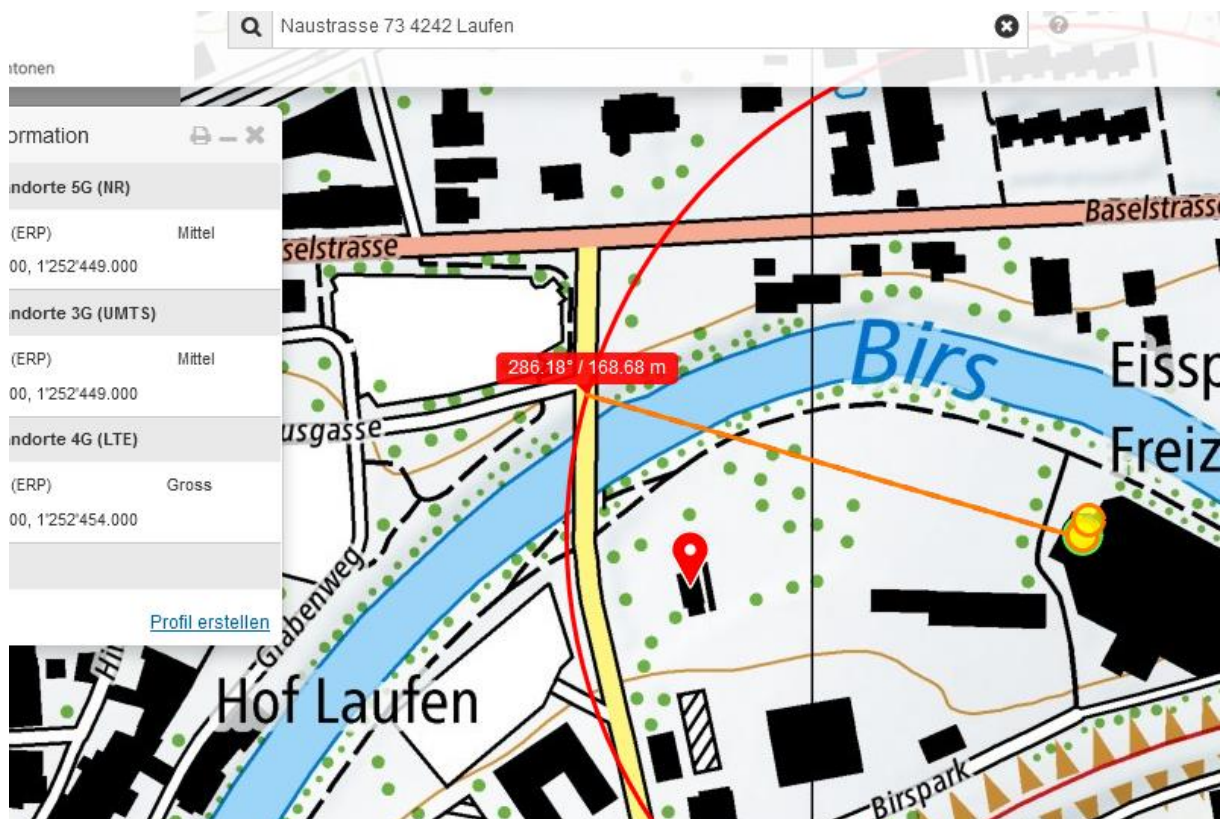 Naustrasse 73 4242 Laufen
ntonen
ormation
ndorte 5G (NR)
(ERP) Mittel
00, 1'252'449.000
ndorte 3G (UMTS)
(ERP) Mittel
00, 1'252'449.000
ndorte 4G (LTE)
(ERP) Gross
00, 1'252'454.000
Profil erstellen
selstrasse
Baselstrasse
286.18° / 168.68 m
Birs
Eissp
Freiz
usgasse
Grabenweg
Hi
Hof Laufen
Birspark